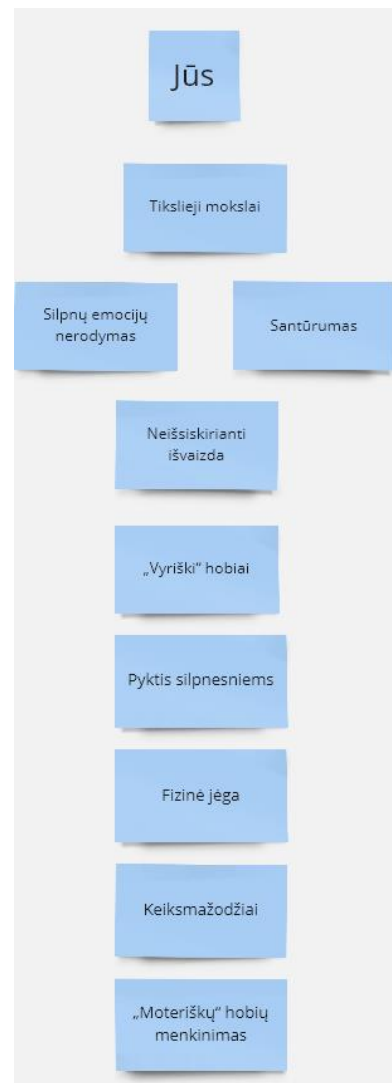 Jūs
Tikslieji mokslai
Silpnų emocijų
nerodymas
Santūrumas
Neišsiskirianti
išvaizda
„Vyriški“ hobiai
Pyktis silpnesniems
Fizinė jėga
Keiksmažodžiai
„Moteriškų“ hobių
menkinimas